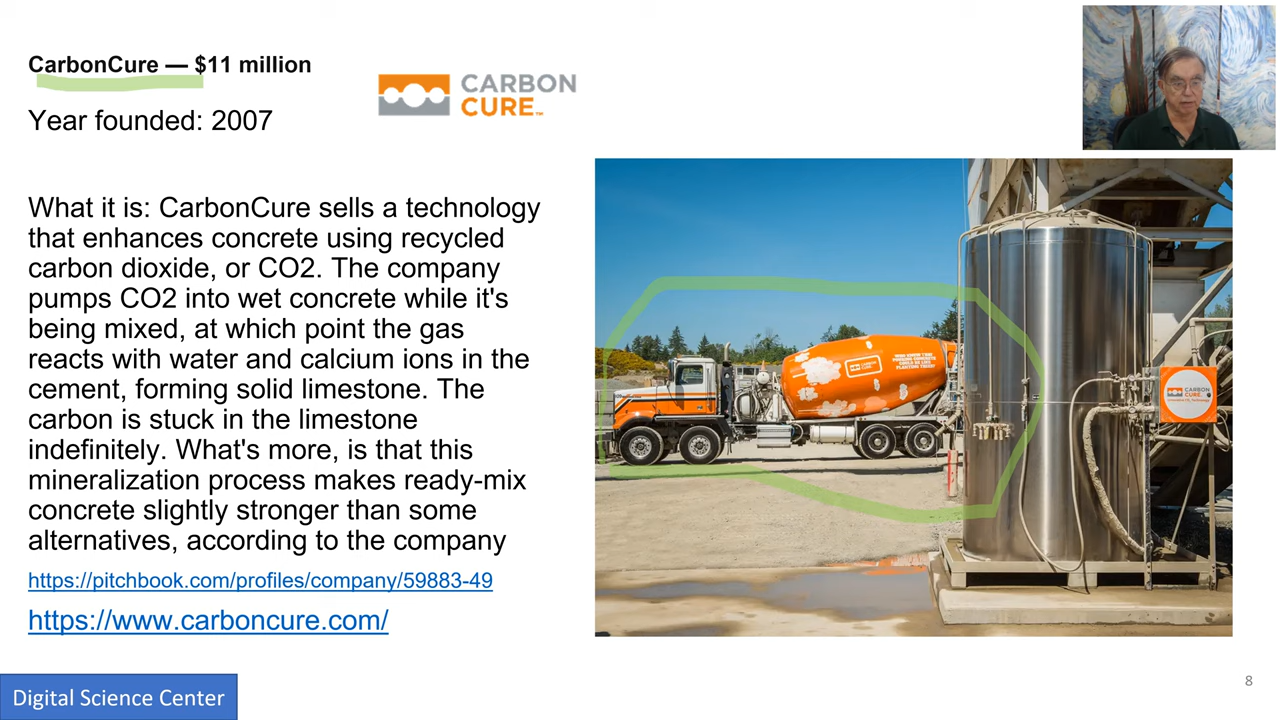 CarbonCure — $11 million
CARBON
CURE™
Year founded: 2007
What it is: CarbonCure sells a technology
that enhances concrete using recycled
carbon dioxide, or CO2. The company
pumps CO2 into wet concrete while it's
being mixed, at which point the gas
reacts with water and calcium ions in the
cement, forming solid limestone. The
carbon is stuck in the limestone
indefinitely. What's more, is that this
mineralization process makes ready-mix
concrete slightly stronger than some
alternatives, according to the company
https://pitchbook.com/profiles/company/59883-49
https://www.carboncure.com/
CARBON
CURE
CARBON
CURE
Digital Science Center
8